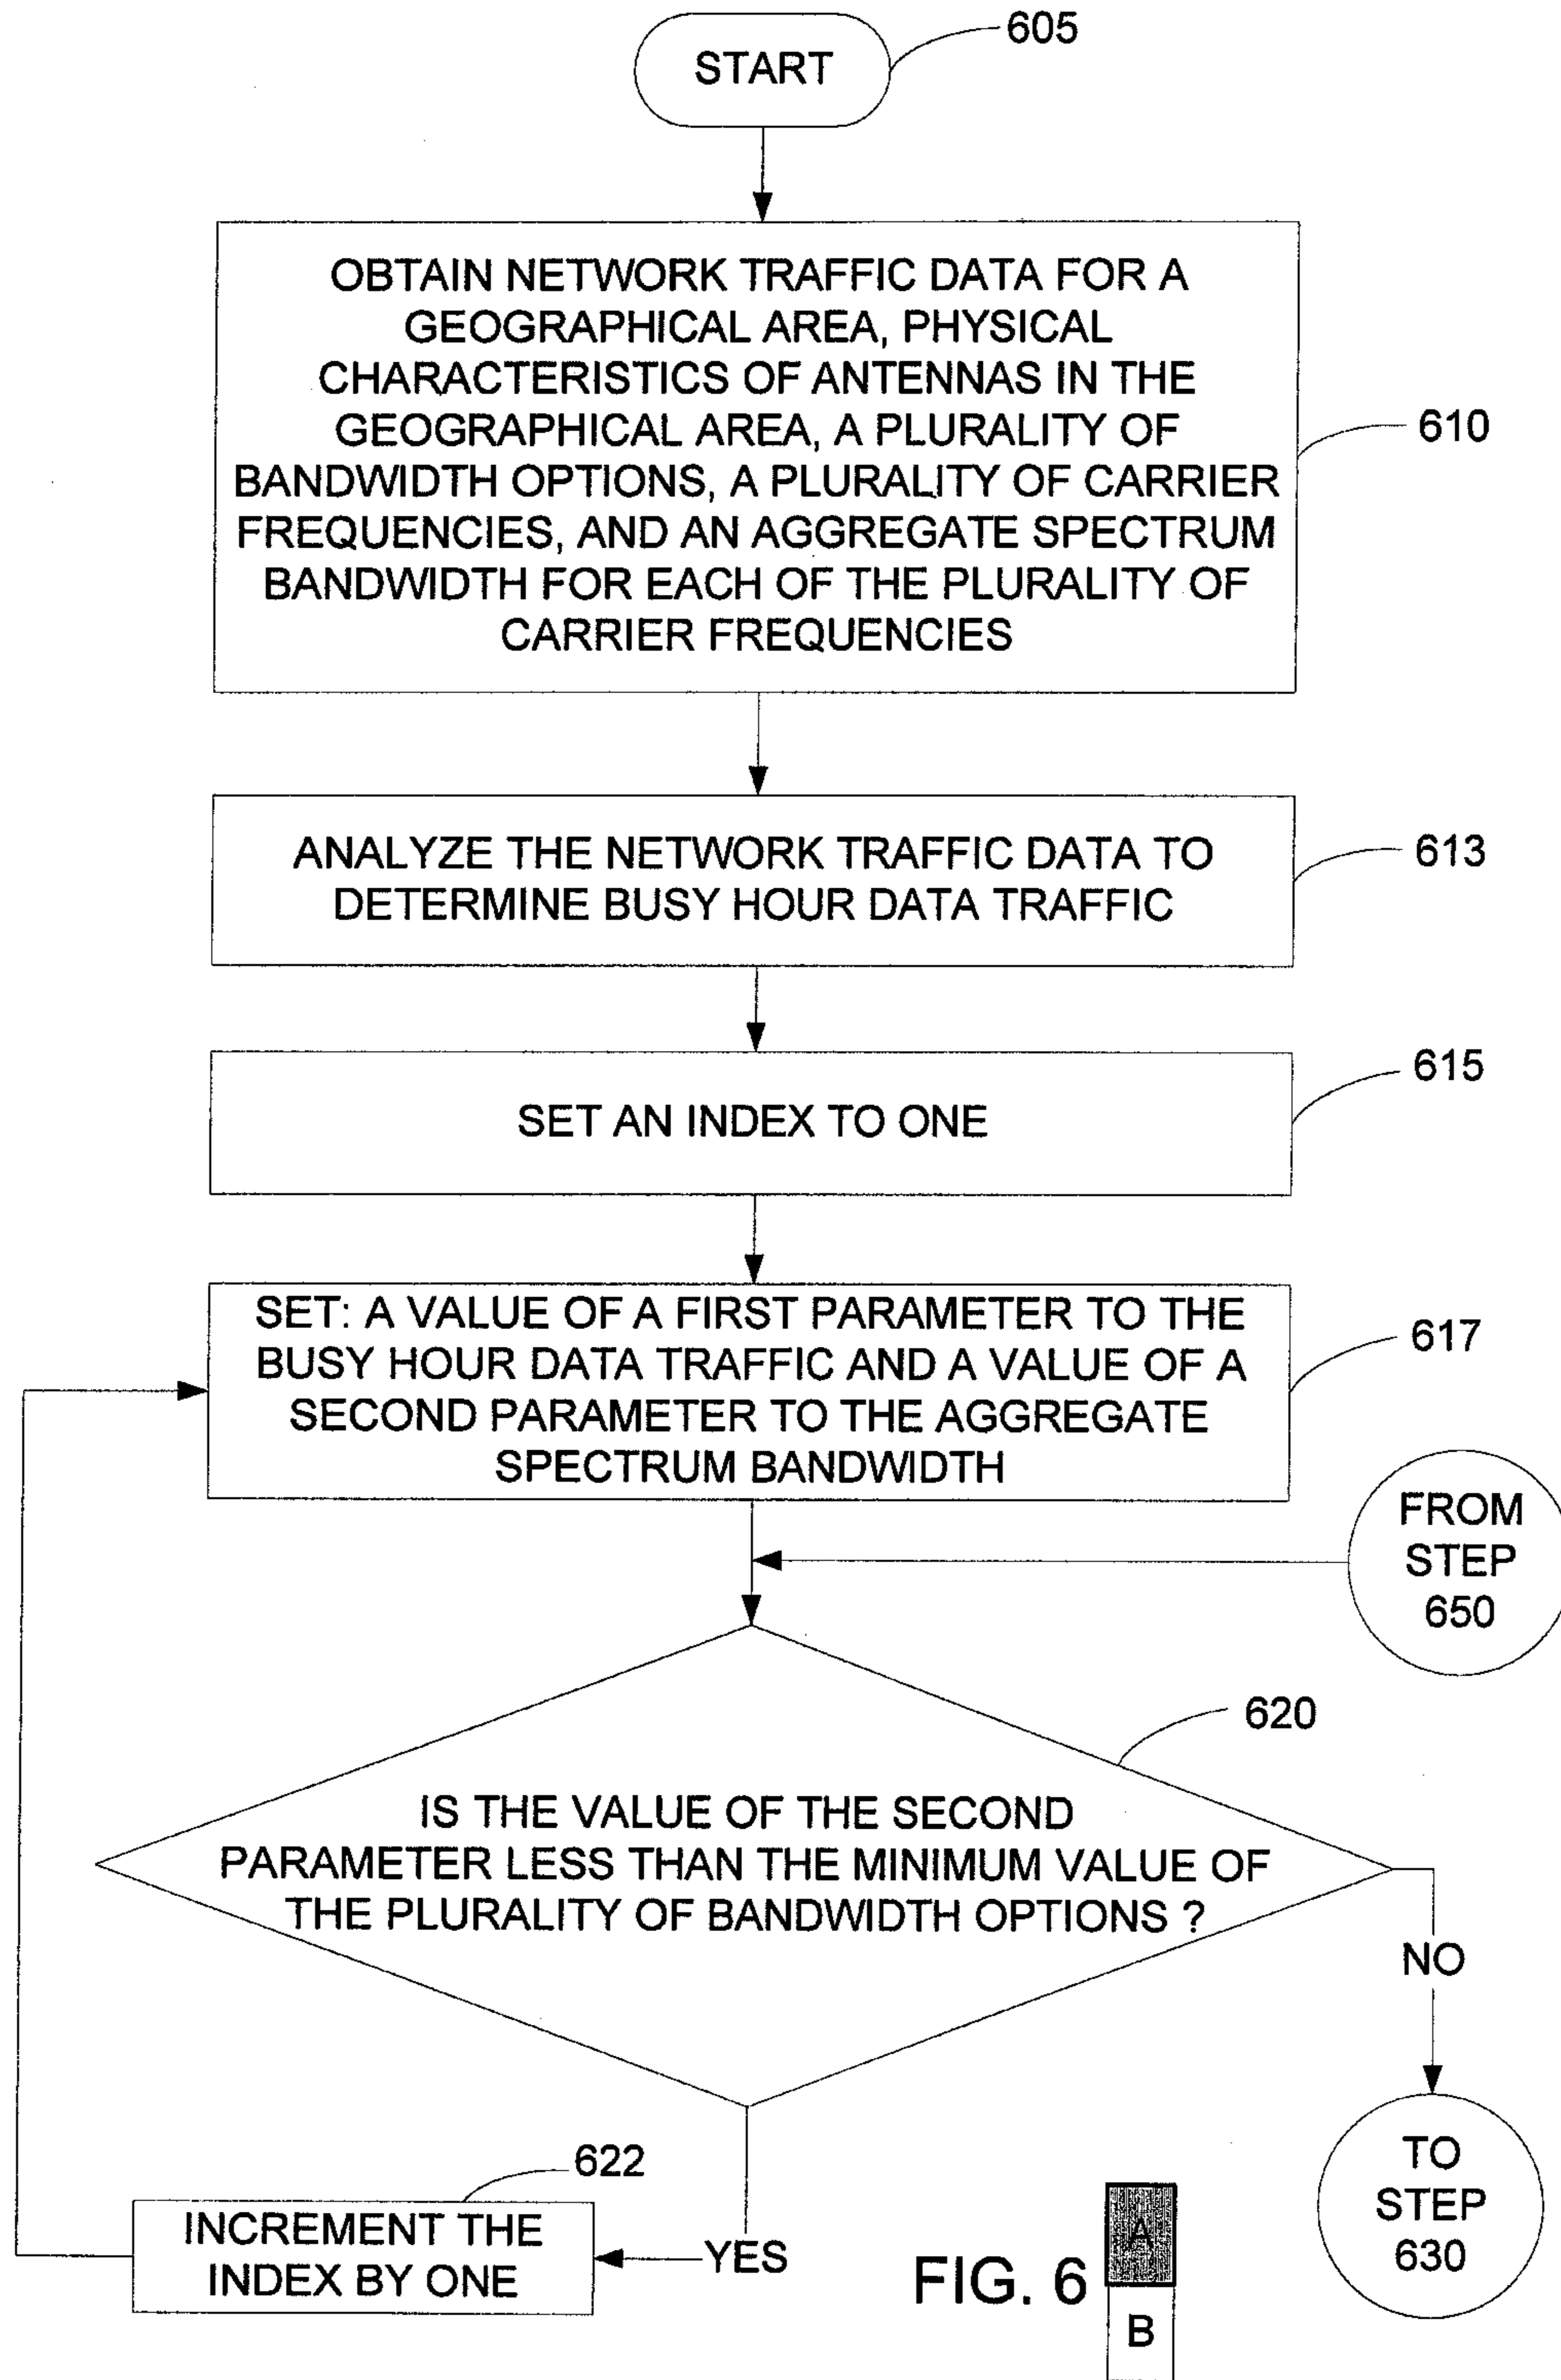 START
605
OBTAIN NETWORK TRAFFIC DATA FOR A
GEOGRAPHICAL AREA, PHYSICAL
CHARACTERISTICS OF ANTENNAS IN THE
GEOGRAPHICAL AREA, A PLURALITY OF
BANDWIDTH OPTIONS, A PLURALITY OF CARRIER
FREQUENCIES, AND AN AGGREGATE SPECTRUM
BANDWIDTH FOR EACH OF THE PLURALITY OF
CARRIER FREQUENCIES
610
ANALYZE THE NETWORK TRAFFIC DATA TO
DETERMINE BUSY HOUR DATA TRAFFIC
613
SET AN INDEX TO ONE
615
SET: A VALUE OF A FIRST PARAMETER TO THE
BUSY HOUR DATA TRAFFIC AND A VALUE OF A
SECOND PARAMETER TO THE AGGREGATE
SPECTRUM BANDWIDTH
617
FROM
STEP
650
620
IS THE VALUE OF THE SECOND
PARAMETER LESS THAN THE MINIMUM VALUE OF
THE PLURALITY OF BANDWIDTH OPTIONS ?
NO
TO
STEP
630
622
INCREMENT THE
INDEX BY ONE
YES
FIG. 6
A
B